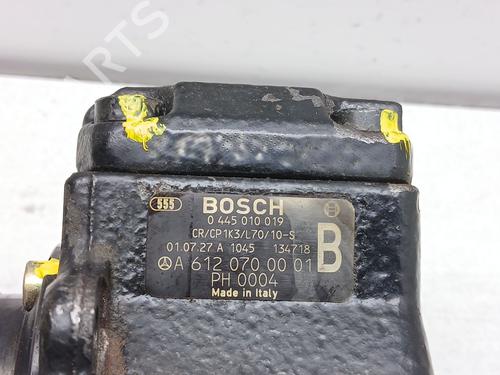 PARTS
555 BOSCH
0 445 010 019
CR/CP1K3/L70/10-S
01.07.27 A 1045 134718
A 612 070 00 01 B
PH 0004
Made in Italy